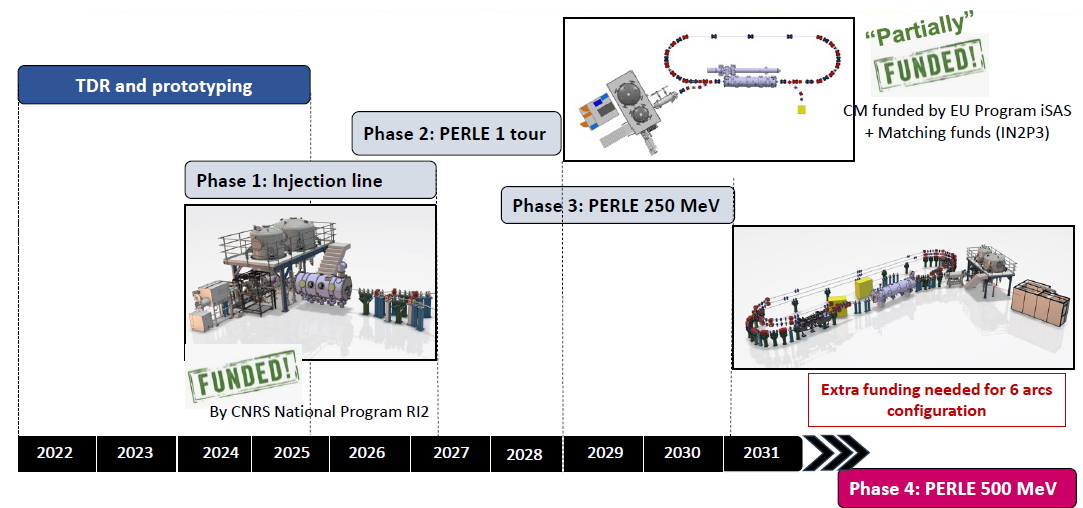 “Partially”
FUNDED!
TDR and prototyping
CM funded by EU Program iSAS
+ Matching funds (IN2P3)
Phase 2: PERLE 1 tour
Phase 1: Injection line
Phase 3: PERLE 250 MeV
FUNDED!
By CNRS National Program RI2
Extra funding needed for 6 arcs
configuration
2022 2023 2024 2025 2026 2027 2028 2029 2030 2031
Phase 4: PERLE 500 MeV